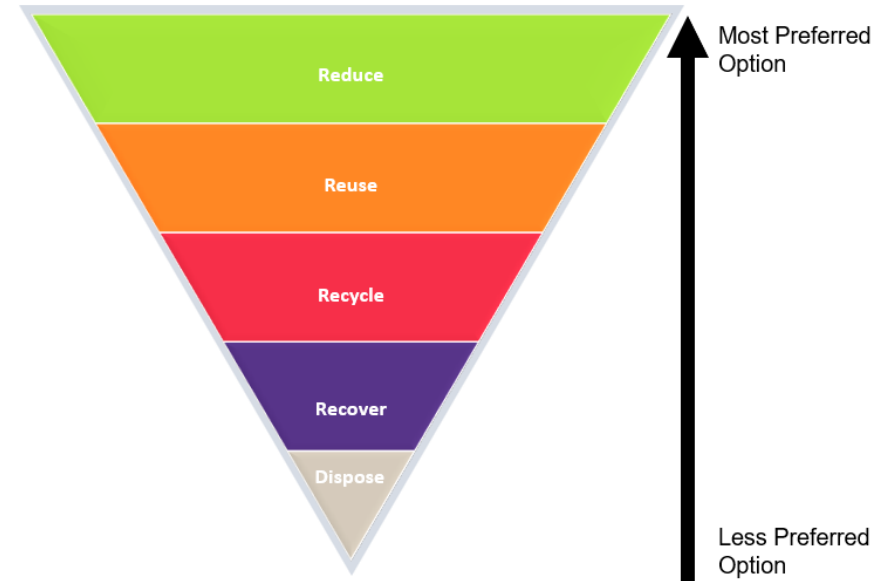 Reduce
Most Preferred
Option
Reuse
Recycle
Recover
Dispose
Less Preferred
Option